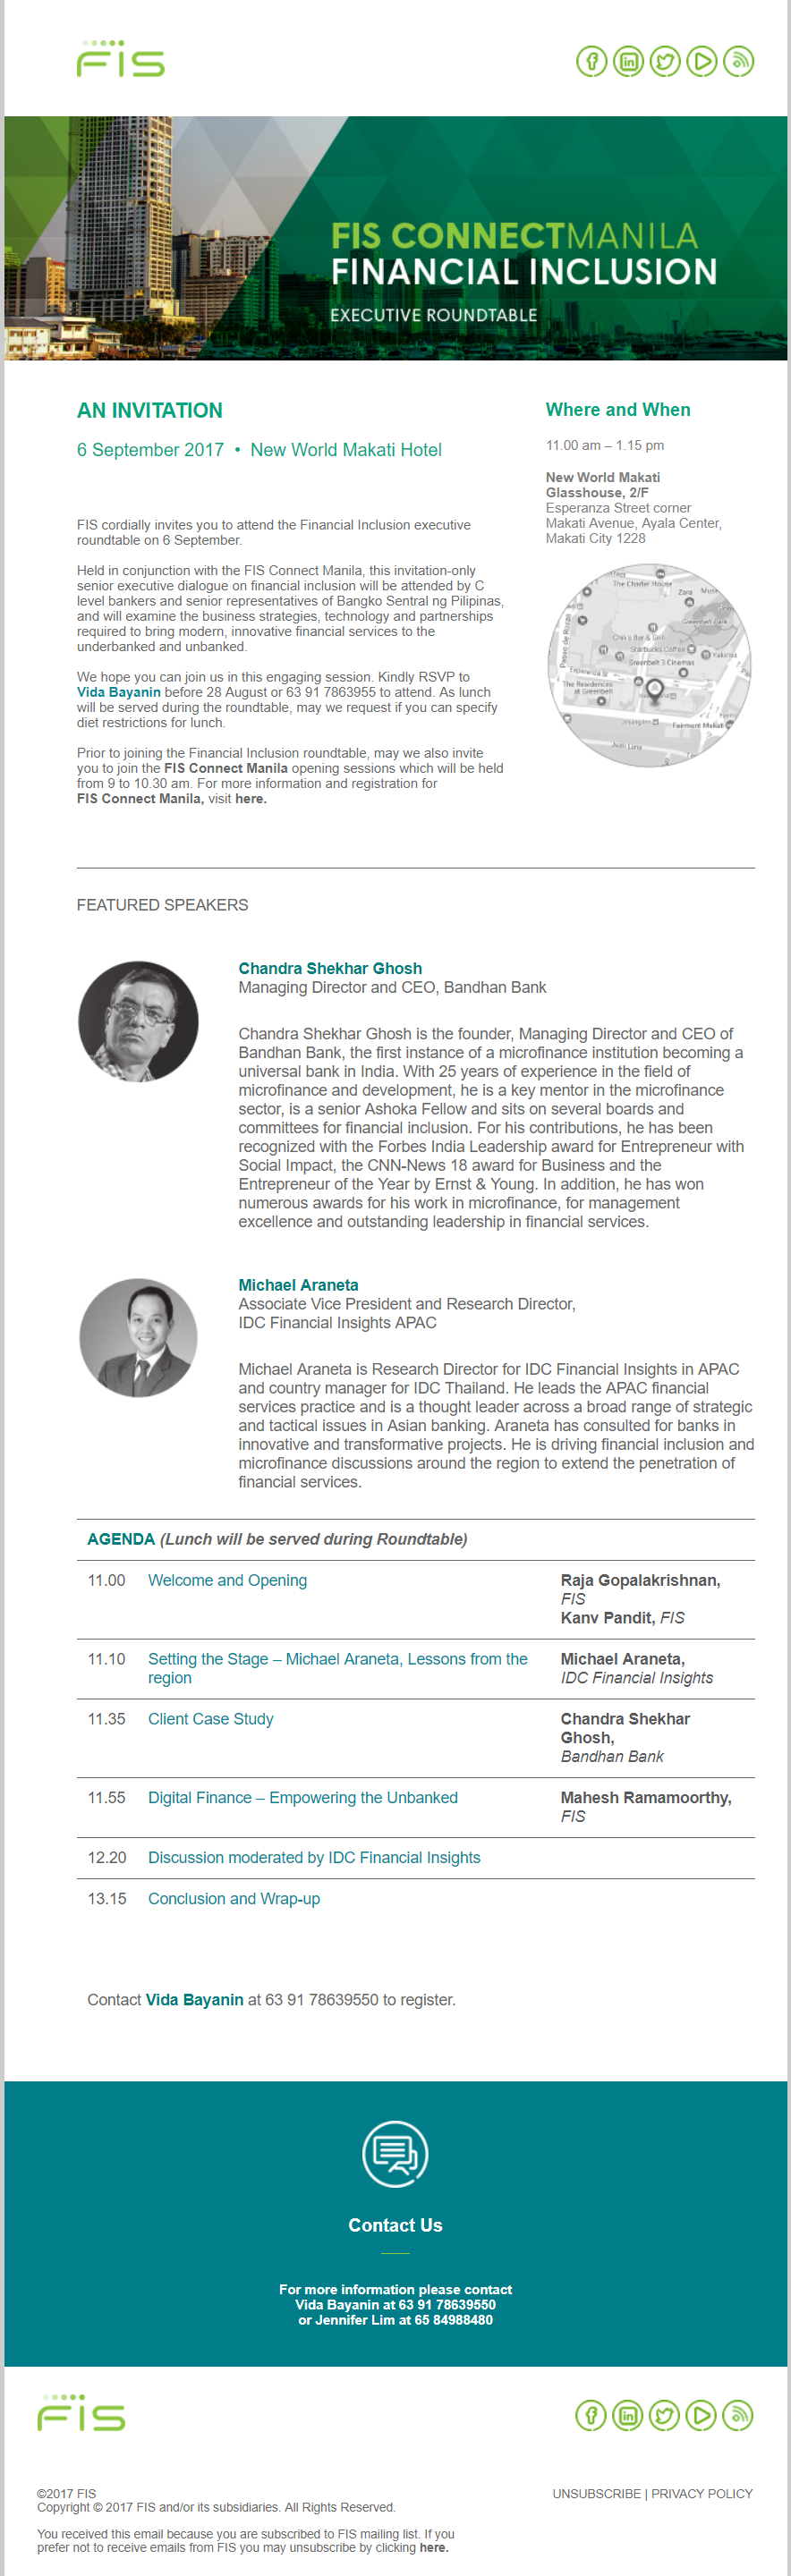 FIS
FIS CONNECTMANILA
FINANCIAL INCLUSION
EXECUTIVE ROUNDTABLE
AN INVITATION
6 September 2017 • New World Makati Hotel
FIS cordially invites you to attend the Financial Inclusion executive
roundtable on 6 September.
Held in conjunction with the FIS Connect Manila, this invitation-only
senior executive dialogue on financial inclusion will be attended by C
level bankers and senior representatives of Bangko Sentral ng Pilipinas,
and will examine the business strategies, technology and partnerships
required to bring modern, innovative financial services to the
underbanked and unbanked.
We hope you can join us in this engaging session. Kindly RSVP to
Vida Bayanin before 28 August or 63 91 7863955 to attend. As lunch
will be served during the roundtable, may we request if you can specify
diet restrictions for lunch.
Prior to joining the Financial Inclusion roundtable, may we also invite
you to join the FIS Connect Manila opening sessions which will be held
from 9 to 10.30 am. For more information and registration for
FIS Connect Manila, visit here.
Where and When
11.00 am – 1.15 pm
New World Makati
Glasshouse, 2/F
Esperanza Street corner
Makati Avenue, Ayala Center,
Makati City 1228
The Charter House
Zara
Greenbelt Park
Paseo de Roxas
Chili's Bar & Grill
Starbucks Coffee
Greenbelt 3 Cinemas
Esperanza
The Residences
at Greenbelt
Fairmont Makati
Juan Luna
FEATURED SPEAKERS
Chandra Shekhar Ghosh
Managing Director and CEO, Bandhan Bank
Chandra Shekhar Ghosh is the founder, Managing Director and CEO of
Bandhan Bank, the first instance of a microfinance institution becoming a
universal bank in India. With 25 years of experience in the field of
microfinance and development, he is a key mentor in the microfinance
sector, is a senior Ashoka Fellow and sits on several boards and
committees for financial inclusion. For his contributions, he has been
recognized with the Forbes India Leadership award for Entrepreneur with
Social Impact, the CNN-News 18 award for Business and the
Entrepreneur of the Year by Ernst & Young. In addition, he has won
numerous awards for his work in microfinance, for management
excellence and outstanding leadership in financial services.
Michael Araneta
Associate Vice President and Research Director,
IDC Financial Insights APAC
Michael Araneta is Research Director for IDC Financial Insights in APAC
and country manager for IDC Thailand. He leads the APAC financial
services practice and is a thought leader across a broad range of strategic
and tactical issues in Asian banking. Araneta has consulted for banks in
innovative and transformative projects. He is driving financial inclusion and
microfinance discussions around the region to extend the penetration of
financial services.
AGENDA (Lunch will be served during Roundtable)
11.00 Welcome and Opening Raja Gopalakrishnan,
FIS
Kanv Pandit, FIS
11.10 Setting the Stage – Michael Araneta, Lessons from the Michael Araneta,
region IDC Financial Insights
11.35 Client Case Study Chandra Shekhar
Ghosh,
Bandhan Bank
11.55 Digital Finance – Empowering the Unbanked Mahesh Ramamoorthy,
FIS
12.20 Discussion moderated by IDC Financial Insights
13.15 Conclusion and Wrap-up
Contact Vida Bayanin at 63 91 78639550 to register.
Contact Us
For more information please contact
Vida Bayanin at 63 91 78639550
or Jennifer Lim at 65 84988480
FIS
©2017 FIS
Copyright © 2017 FIS and/or its subsidiaries. All Rights Reserved.
UNSUBSCRIBE | PRIVACY POLICY
You received this email because you are subscribed to FIS mailing list. If you
prefer not to receive emails from FIS you may unsubscribe by clicking here.